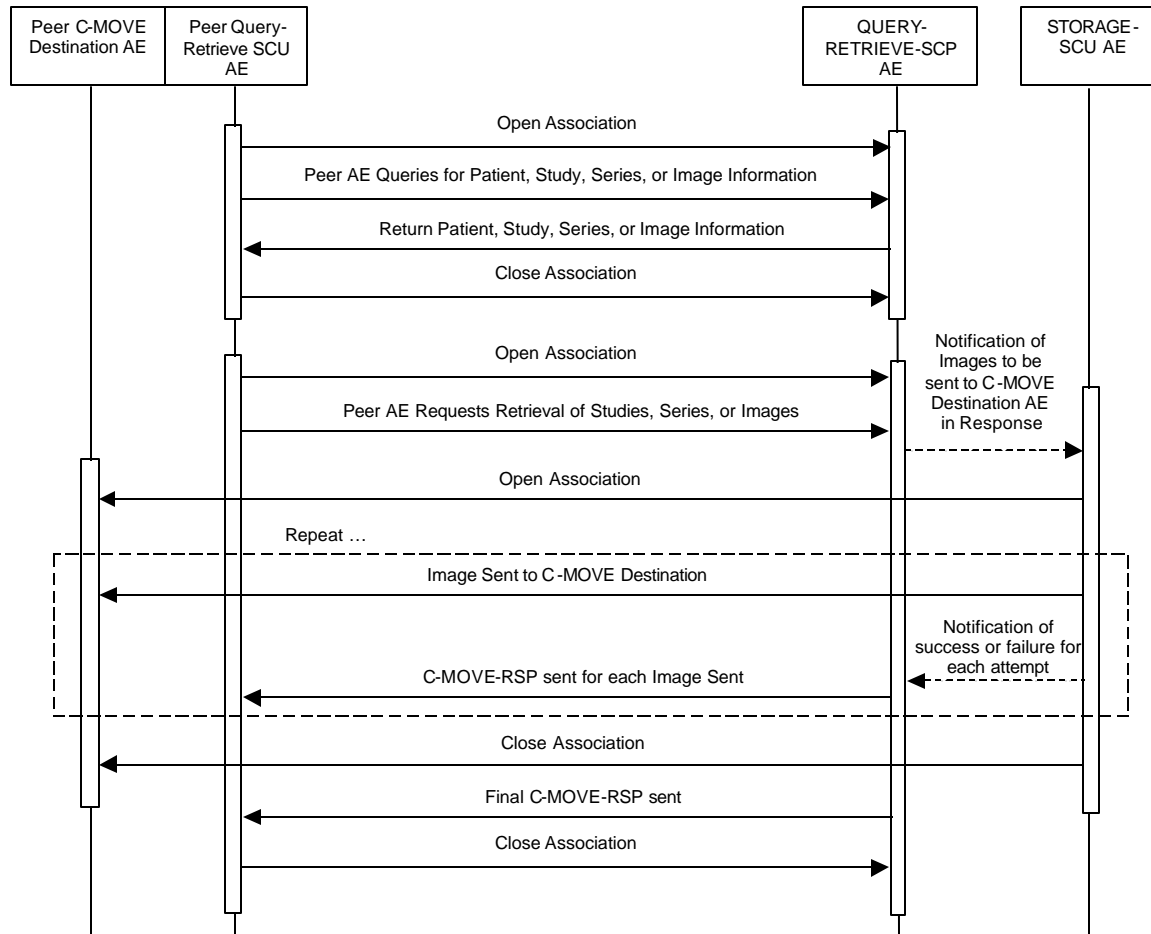 Peer C-MOVE
Destination AE
Peer Query-
Retrieve SCU
AE
QUERY-
RETRIEVE-SCP
AE
STORAGE-
SCU AE
Open Association
Peer AE Queries for Patient, Study, Series, or Image Information
Return Patient, Study, Series, or Image Information
Close Association
Open Association
Notification of
Images to be
sent to C-MOVE
Destination AE
in Response
Peer AE Requests Retrieval of Studies, Series, or Images
Open Association
Repeat …
Image Sent to C-MOVE Destination
Notification of
success or failure for
each attempt
C-MOVE-RSP sent for each Image Sent
Close Association
Final C-MOVE-RSP sent
Close Association